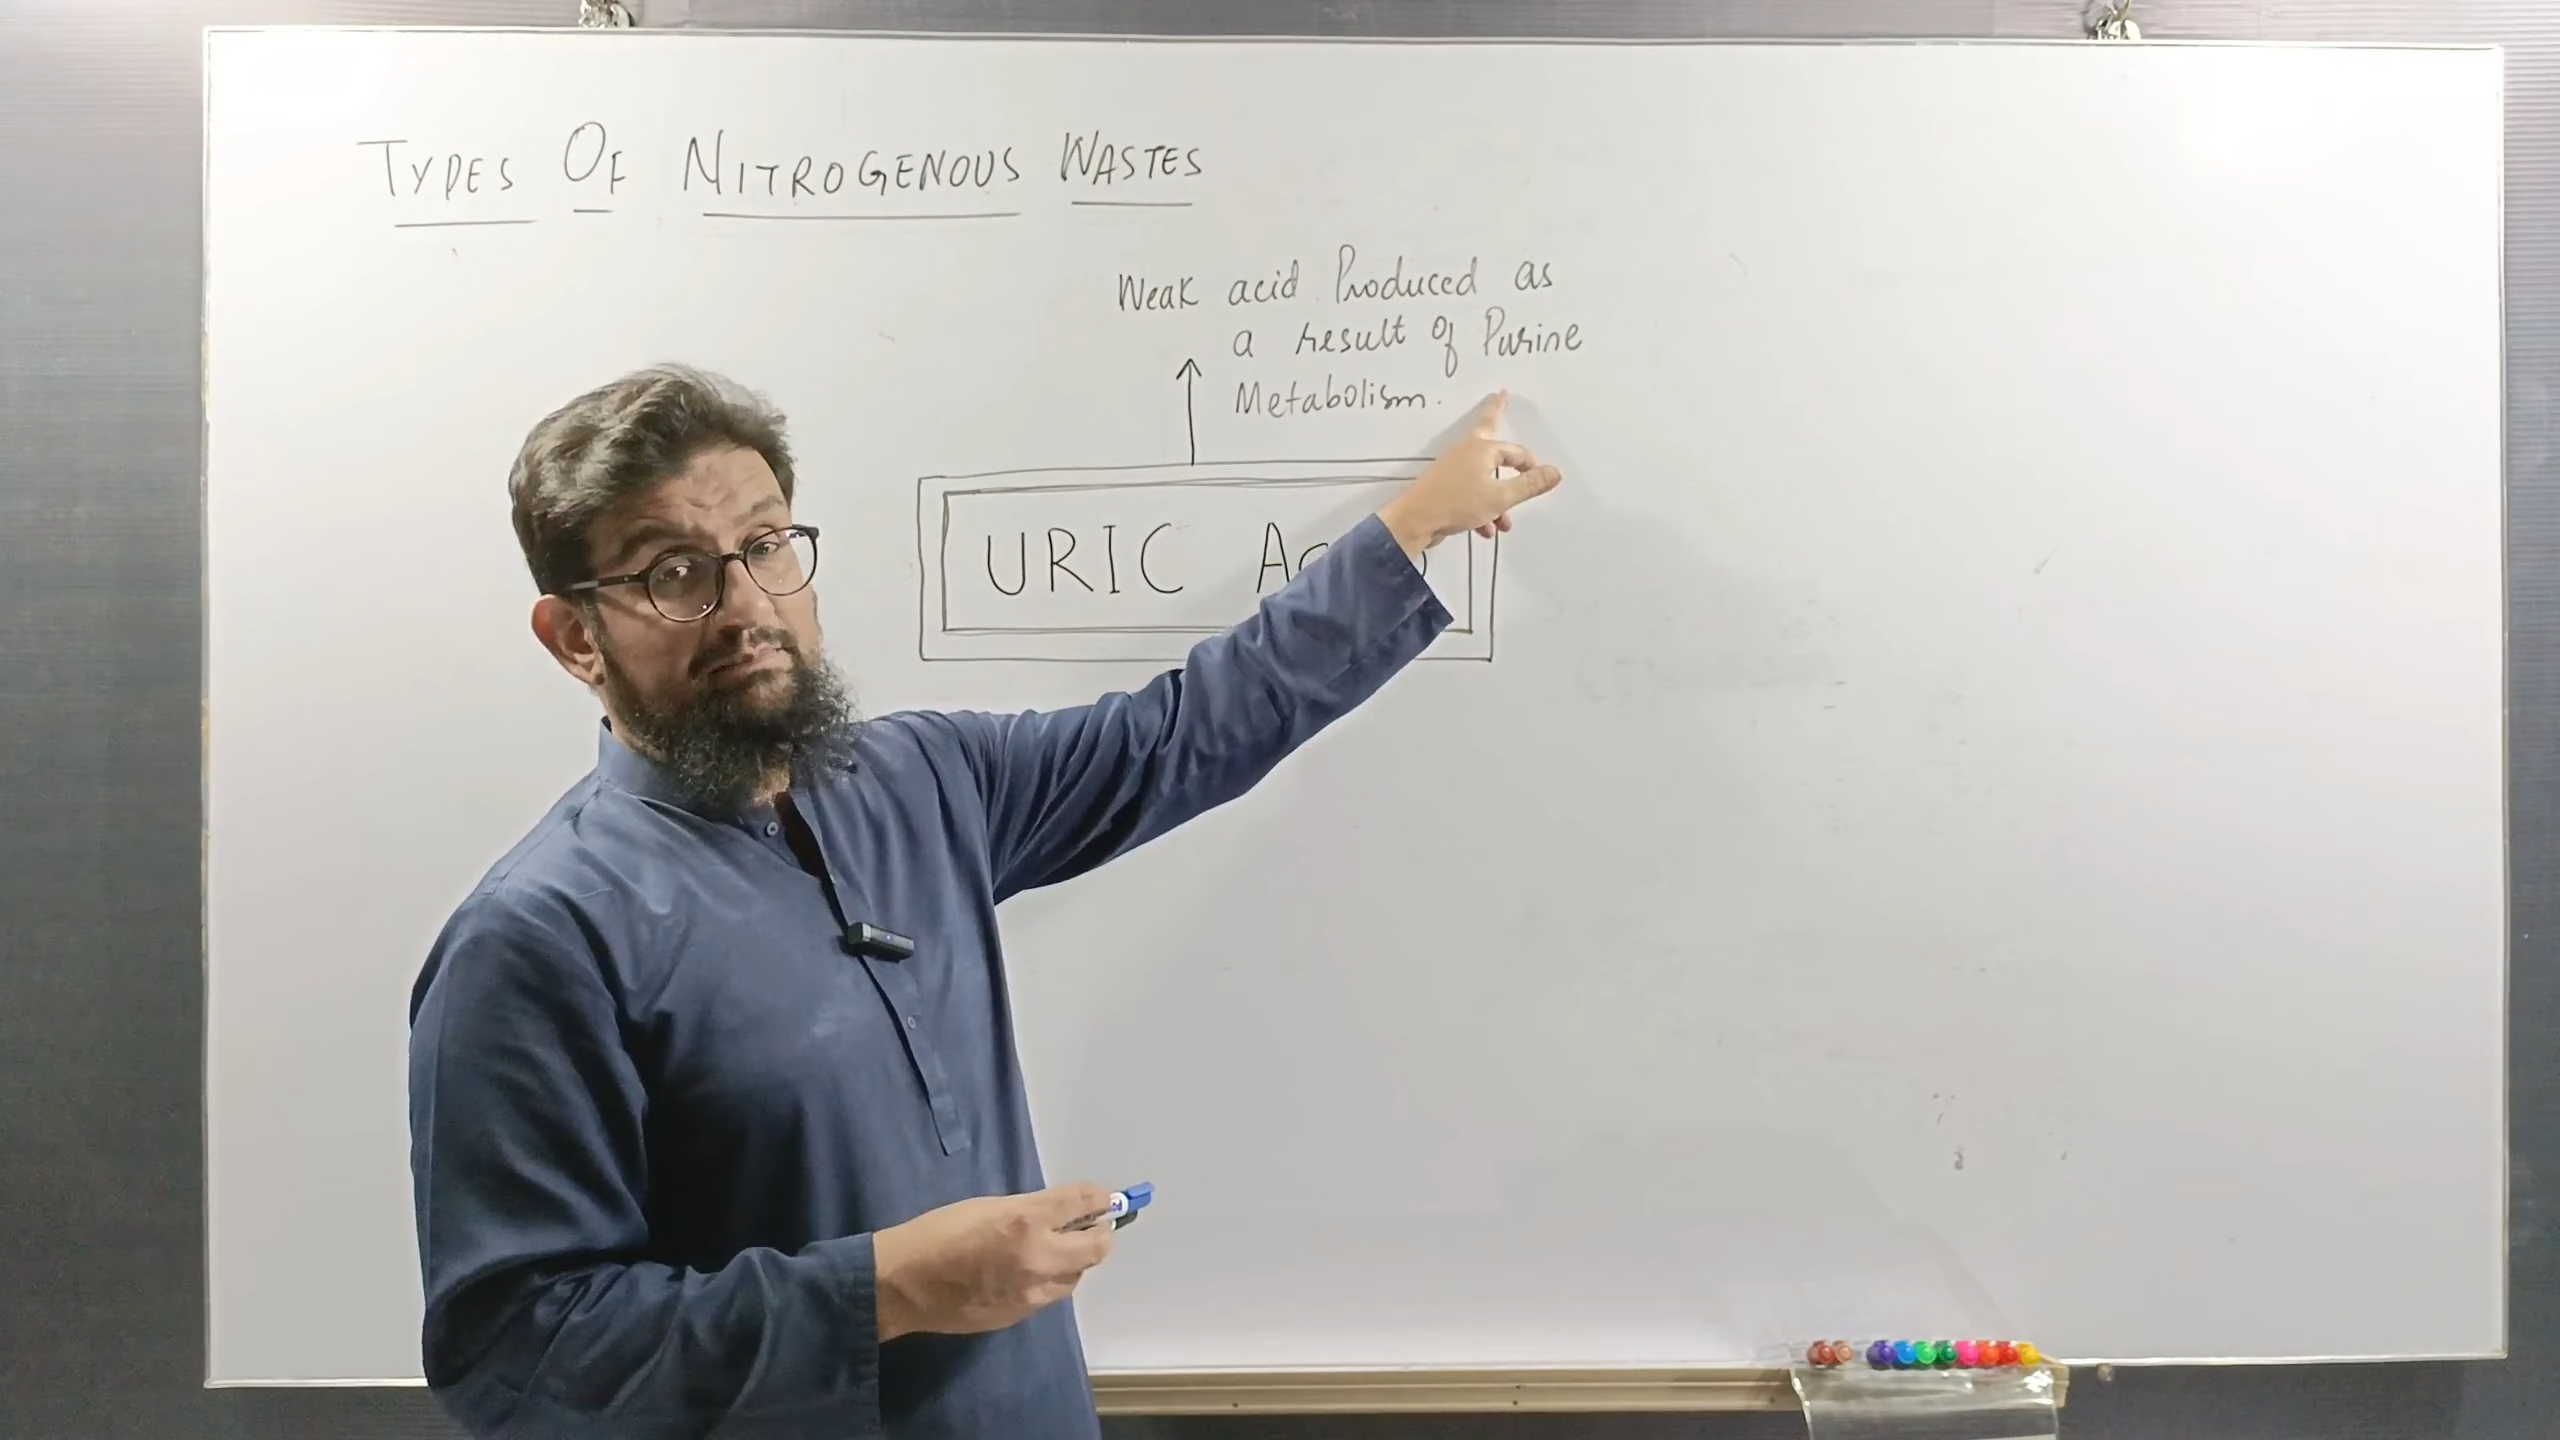 TYPES OF NITROGENOUS WASTES
Weak acid Produced as
a result of Purine
Metabolism.
URIC